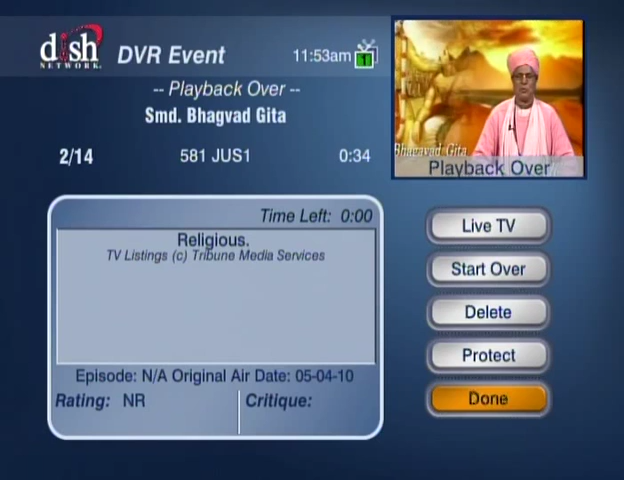 dish
NETWORK.
DVR Event
11:53am
1
-- Playback Over --
Smd. Bhagvad Gita
2/14
581 JUS1
0:34
Bhagavad Gita
Playback Over
Time Left: 0:00
Religious.
TV Listings (c) Tribune Media Services
Episode: N/A Original Air Date: 05-04-10
Rating: NR
Critique:
Live TV
Start Over
Delete
Protect
Done